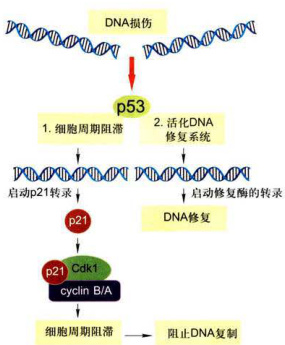 DNA损伤
p53
1. 细胞周期阻滞
2. 活化DNA
修复系统
启动p21转录
启动修复酶的转录
p21
DNA修复
p21
Cdk1
cyclin B/A
细胞周期阻滞
阻止DNA复制